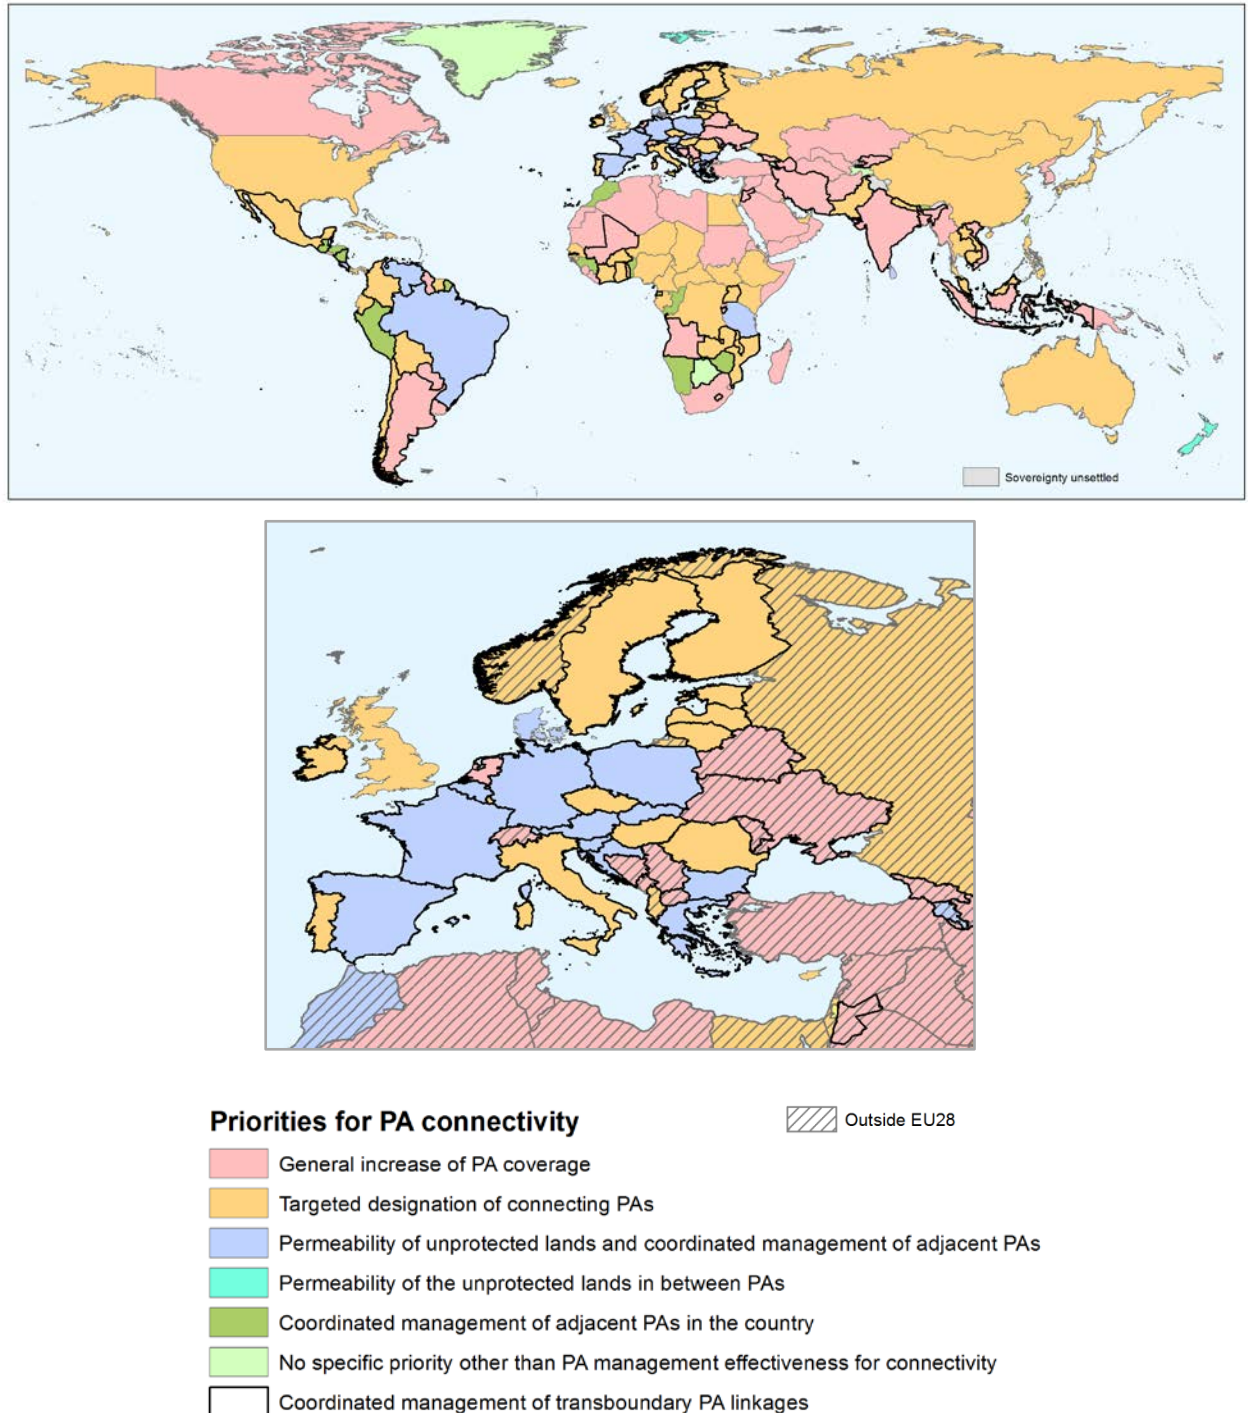 Sovereignty unsettled
Priorities for PA connectivity
Outside EU28
General increase of PA coverage
Targeted designation of connecting PAs
Permeability of unprotected lands and coordinated management of adjacent PAs
Permeability of the unprotected lands in between PAs
Coordinated management of adjacent PAs in the country
No specific priority other than PA management effectiveness for connectivity
Coordinated management of transboundary PA linkages